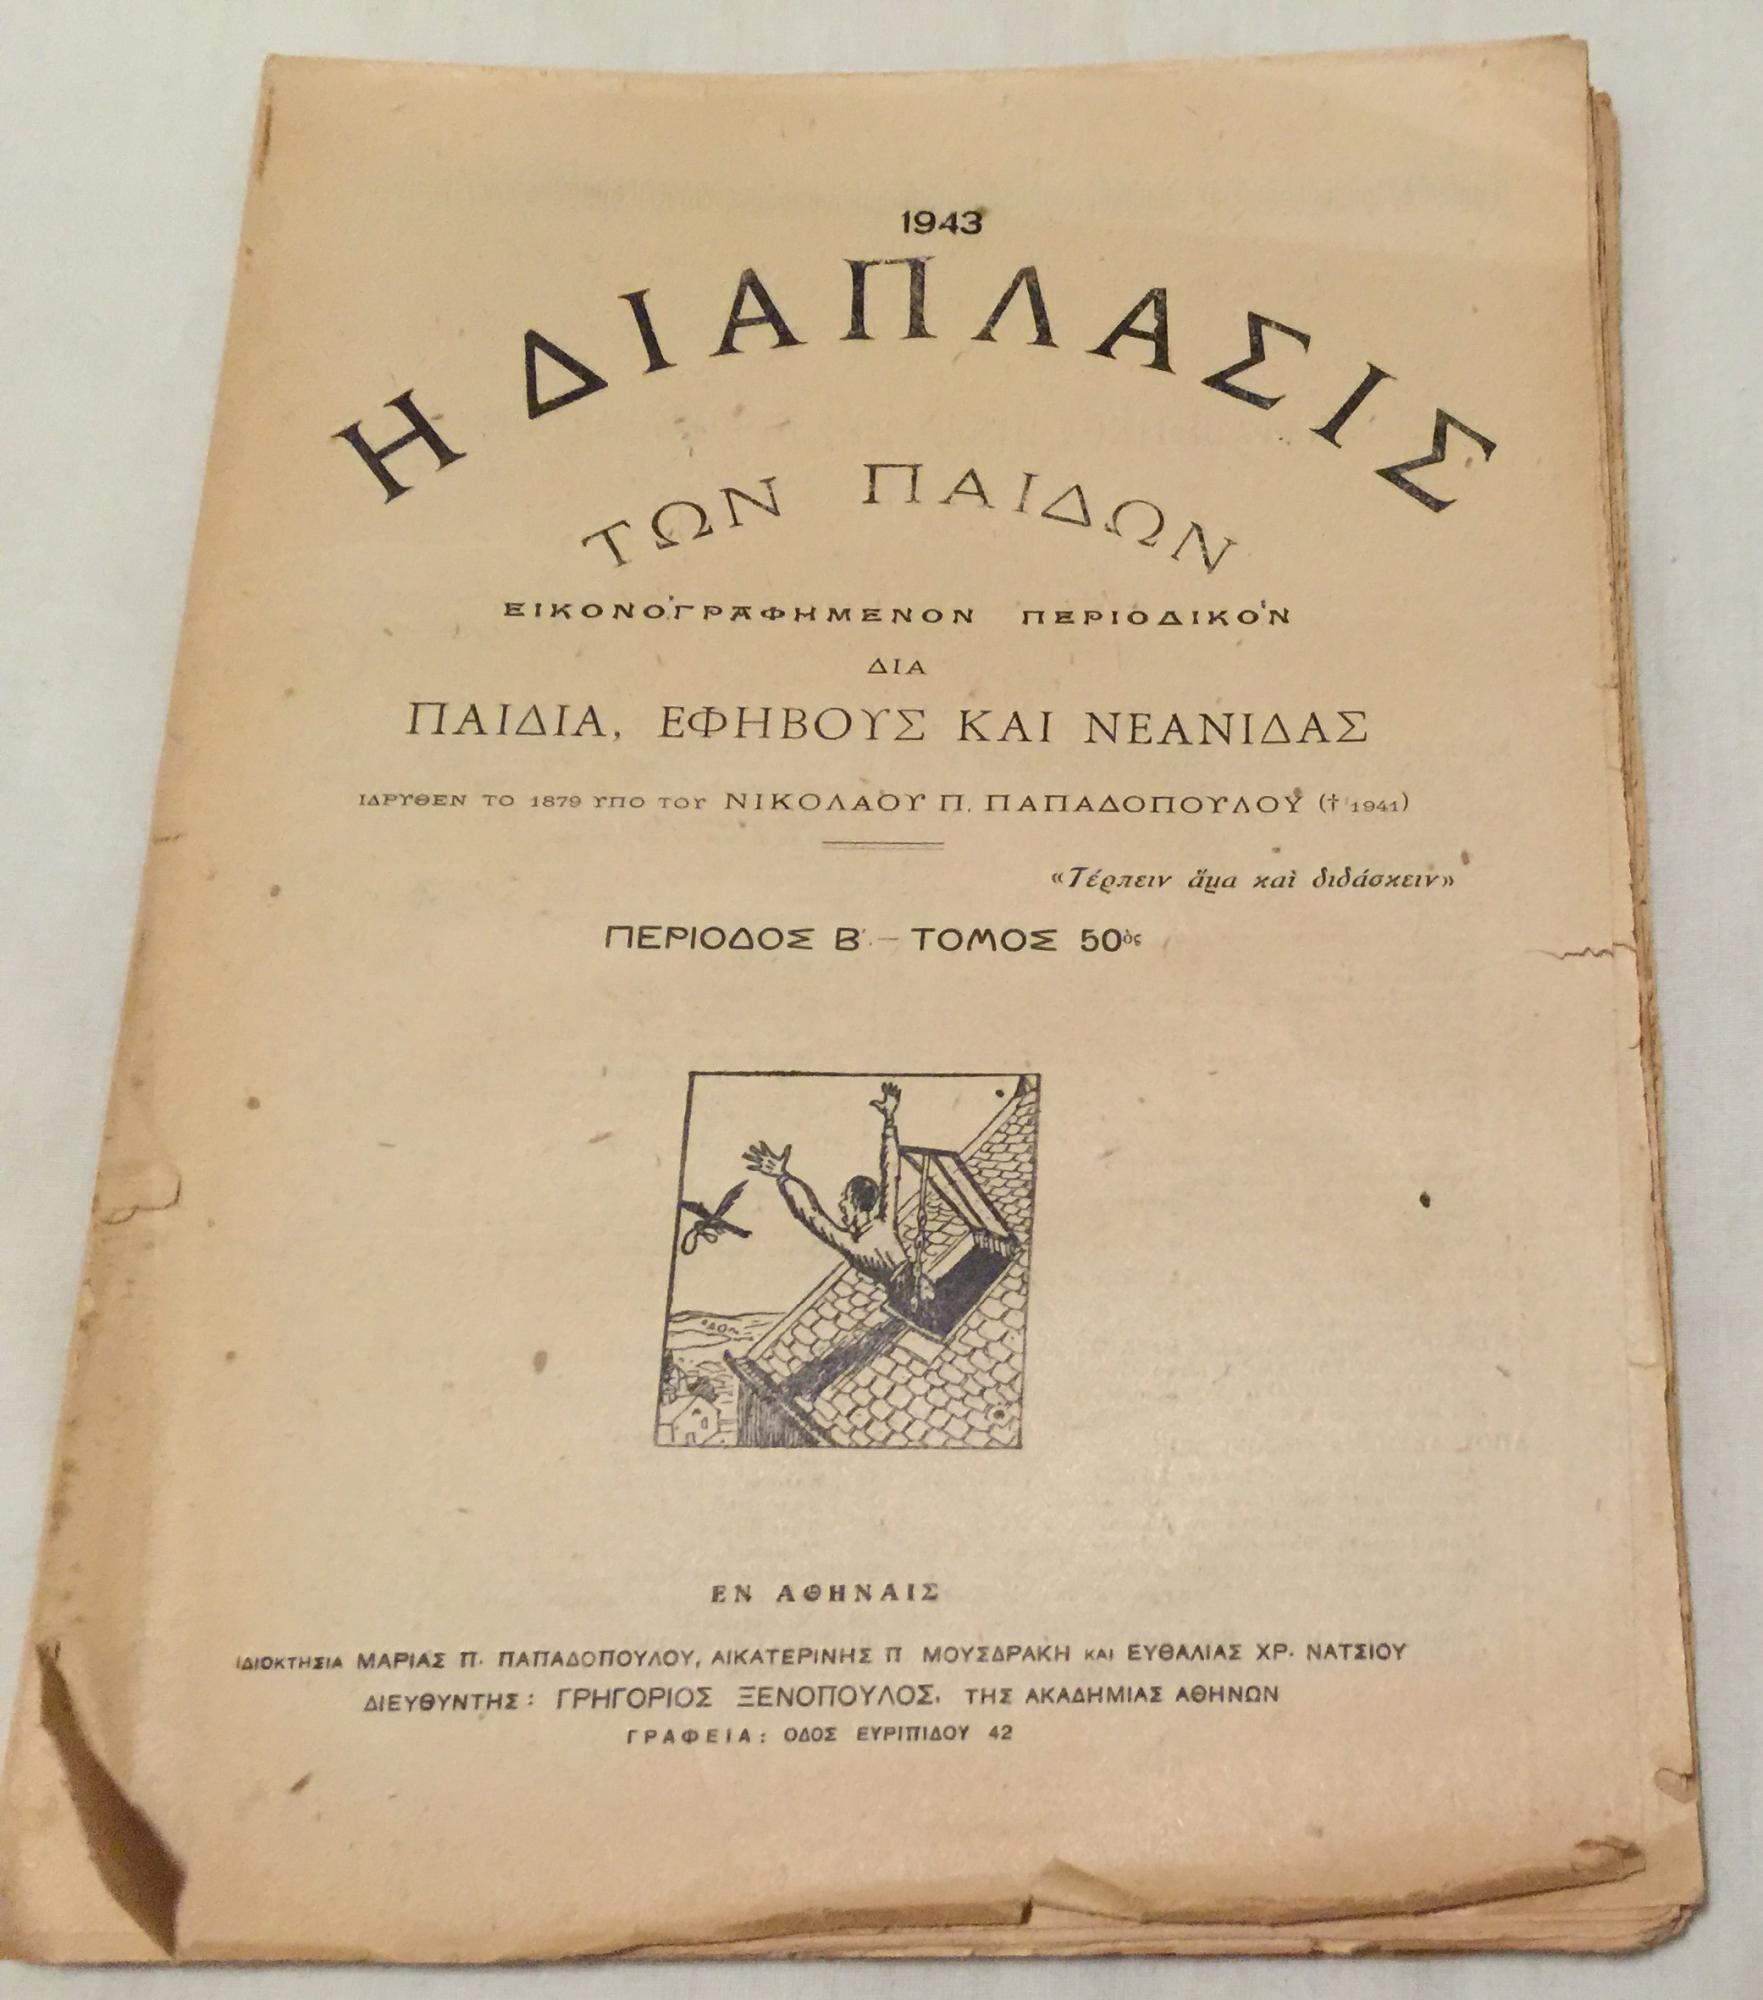 1943
Η ΔΙΑΠΛΑΣΙΣ
ΤΩΝ ΠΑΙΔΩΝ
ΕΙΚΟΝΟΓΡΑΦΗΜΕΝΟΝ ΠΕΡΙΟΔΙΚΟΝ
ΔΙΑ
ΠΑΙΔΙΑ, ΕΦΗΒΟΥΣ ΚΑΙ ΝΕΑΝΙΔΑΣ
ΙΔΡΥΘΕΝ ΤΟ 1879 ΥΠΟ ΤΟΥ ΝΙΚΟΛΑΟΥ Π. ΠΑΠΑΔΟΠΟΥΛΟΥ († 1941)
«Τέρπειν ἅμα καὶ διδάσκειν»
ΠΕΡΙΟΔΟΣ Β΄. – ΤΟΜΟΣ 50ὸς
ΕΝ ΑΘΗΝΑΙΣ
ΙΔΙΟΚΤΗΣΙΑ ΜΑΡΙΑΣ Π. ΠΑΠΑΔΟΠΟΥΛΟΥ, ΑΙΚΑΤΕΡΙΝΗΣ Π ΜΟΥΣΔΡΑΚΗ ΚΑΙ ΕΥΘΑΛΙΑΣ ΧΡ. ΝΑΤΣΙΟΥ
ΔΙΕΥΘΥΝΤΗΣ: ΓΡΗΓΟΡΙΟΣ ΞΕΝΟΠΟΥΛΟΣ, ΤΗΣ ΑΚΑΔΗΜΙΑΣ ΑΘΗΝΩΝ
ΓΡΑΦΕΙΑ: ΟΔΟΣ ΕΥΡΙΠΙΔΟΥ 42